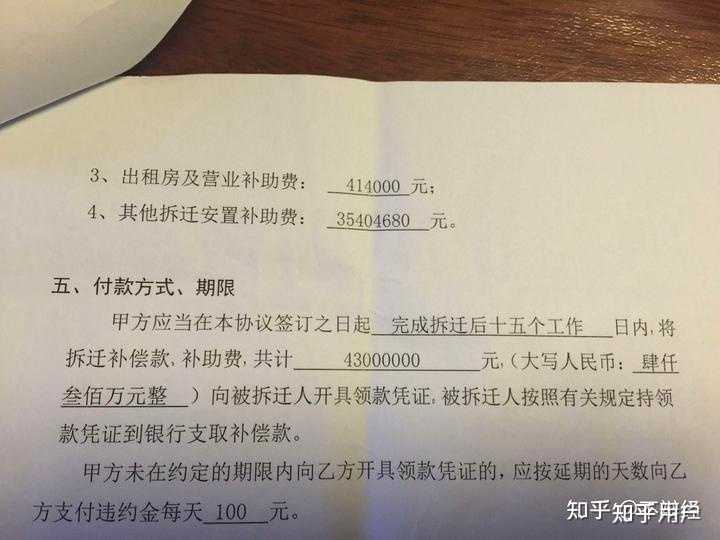 3、出租房及营业补助费： 414000 元；
4、其他拆迁安置补助费： 35404680 元。
五、付款方式、期限
甲方应当在本协议签订之日起 完成拆迁后十五个工作 日内，将
拆迁补偿款，补助费，共计 43000000 元，（大写人民币： 肆仟
叁佰万元整 ）向被拆迁人开具领款凭证，被拆迁人按照有关规定持领
款凭证到银行支取补偿款。
甲方未在约定的期限内向乙方开具领款凭证的，应按延期的天数向乙
方支付违约金每天 100 元。
知乎用户